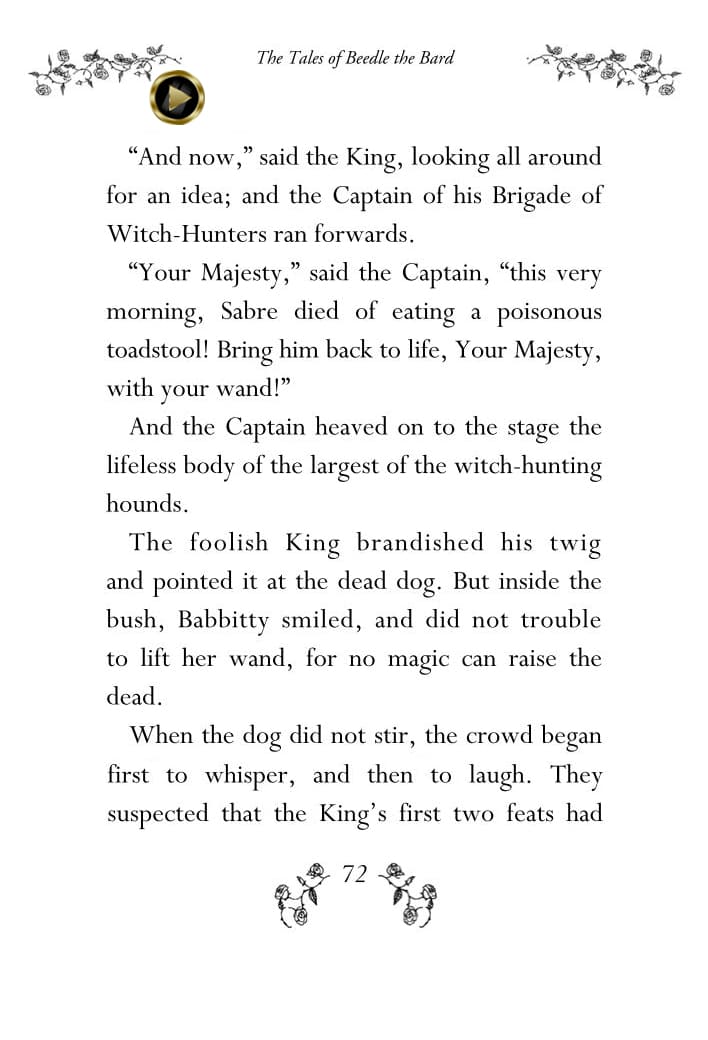 The Tales of Beedle the Bard
“And now,” said the King, looking all around
for an idea; and the Captain of his Brigade of
Witch-Hunters ran forwards.
“Your Majesty,” said the Captain, “this very
morning, Sabre died of eating a poisonous
toadstool! Bring him back to life, Your Majesty,
with your wand!”
And the Captain heaved on to the stage the
lifeless body of the largest of the witch-hunting
hounds.
The foolish King brandished his twig
and pointed it at the dead dog. But inside the
bush, Babbitty smiled, and did not trouble
to lift her wand, for no magic can raise the
dead.
When the dog did not stir, the crowd began
first to whisper, and then to laugh. They
suspected that the King’s first two feats had
72